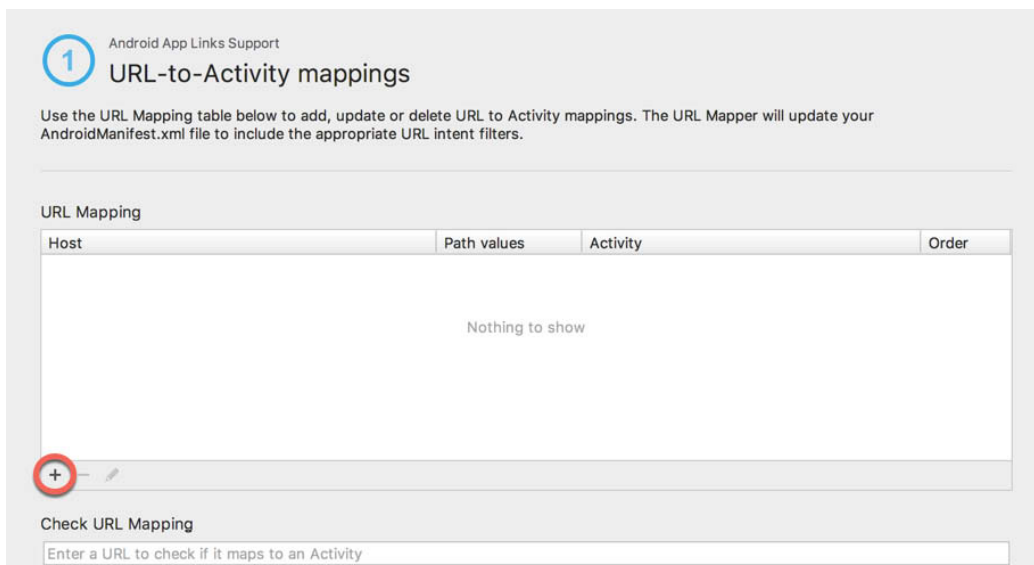 1
Android App Links Support
URL-to-Activity mappings
Use the URL Mapping table below to add, update or delete URL to Activity mappings. The URL Mapper will update your
AndroidManifest.xml file to include the appropriate URL intent filters.
URL Mapping
Host Path values Activity Order
Nothing to show
+ −
Check URL Mapping
Enter a URL to check if it maps to an Activity